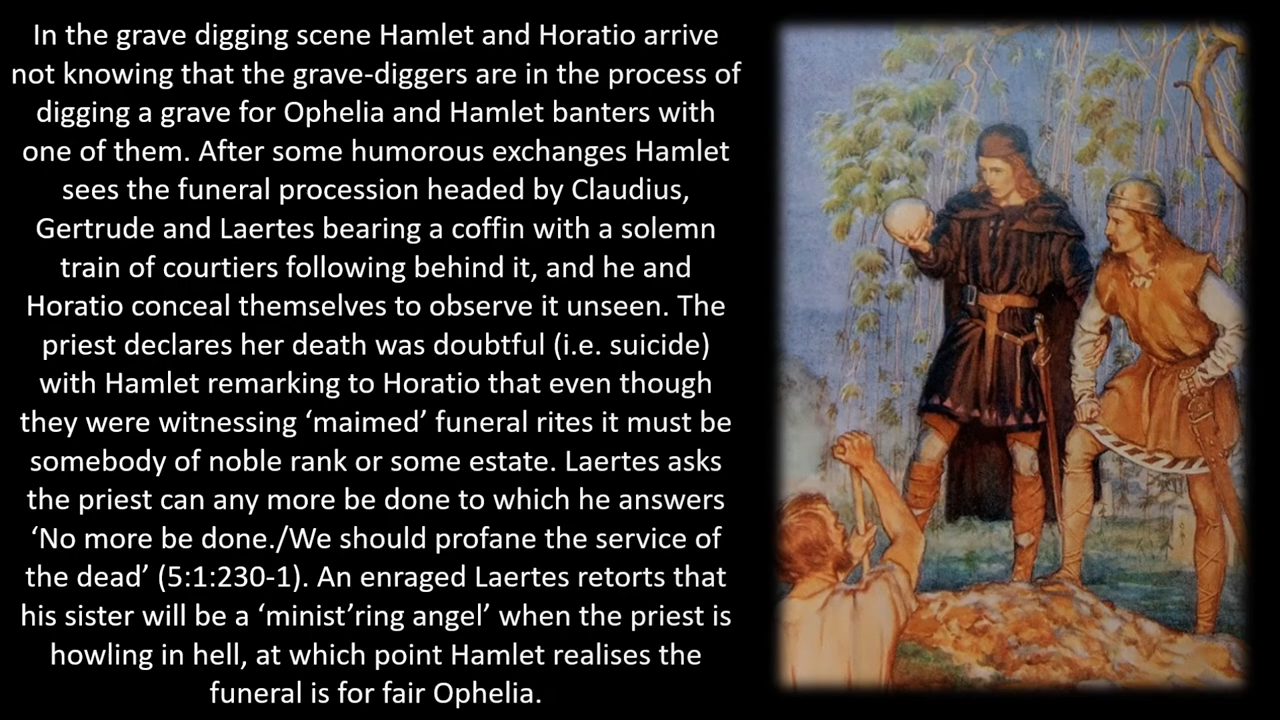 In the grave digging scene Hamlet and Horatio arrive
not knowing that the grave-diggers are in the process of
digging a grave for Ophelia and Hamlet banters with
one of them. After some humorous exchanges Hamlet
sees the funeral procession headed by Claudius,
Gertrude and Laertes bearing a coffin with a solemn
train of courtiers following behind it, and he and
Horatio conceal themselves to observe it unseen. The
priest declares her death was doubtful (i.e. suicide)
with Hamlet remarking to Horatio that even though
they were witnessing ‘maimed’ funeral rites it must be
somebody of noble rank or some estate. Laertes asks
the priest can any more be done to which he answers
‘No more be done./We should profane the service of
the dead’ (5:1:230-1). An enraged Laertes retorts that
his sister will be a ‘minist’ring angel’ when the priest is
howling in hell, at which point Hamlet realises the
funeral is for fair Ophelia.